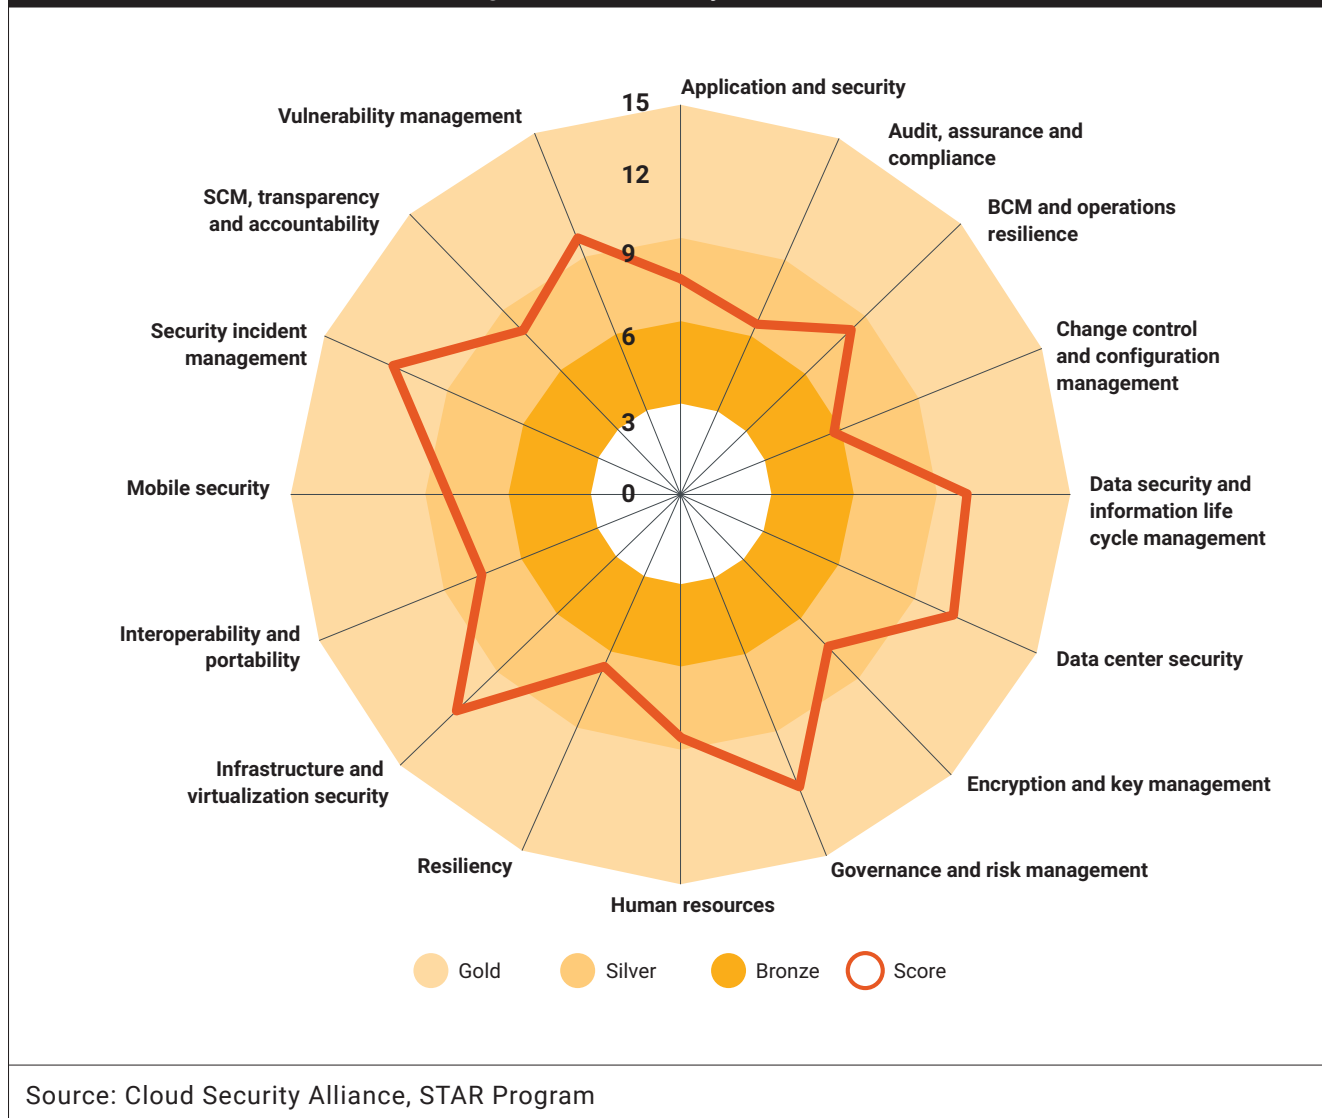 Application and security
15
Vulnerability management
Audit, assurance and
compliance
12
SCM, transparency
and accountability
BCM and operations
resilience
9
Security incident
management
6
Change control
and configuration
management
3
Mobile security
0
Data security and
information life
cycle management
Interoperability and
portability
Data center security
Infrastructure and
virtualization security
Encryption and key management
Resiliency
Governance and risk management
Human resources
Gold
Silver
Bronze
Score
Source: Cloud Security Alliance, STAR Program